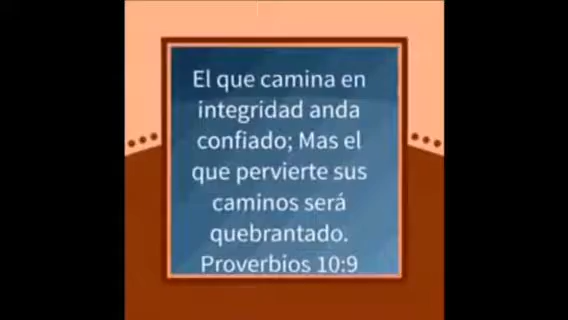 El que camina en
integridad anda
confiado; Mas el
que pervierte sus
caminos será
quebrantado.
Proverbios 10:9